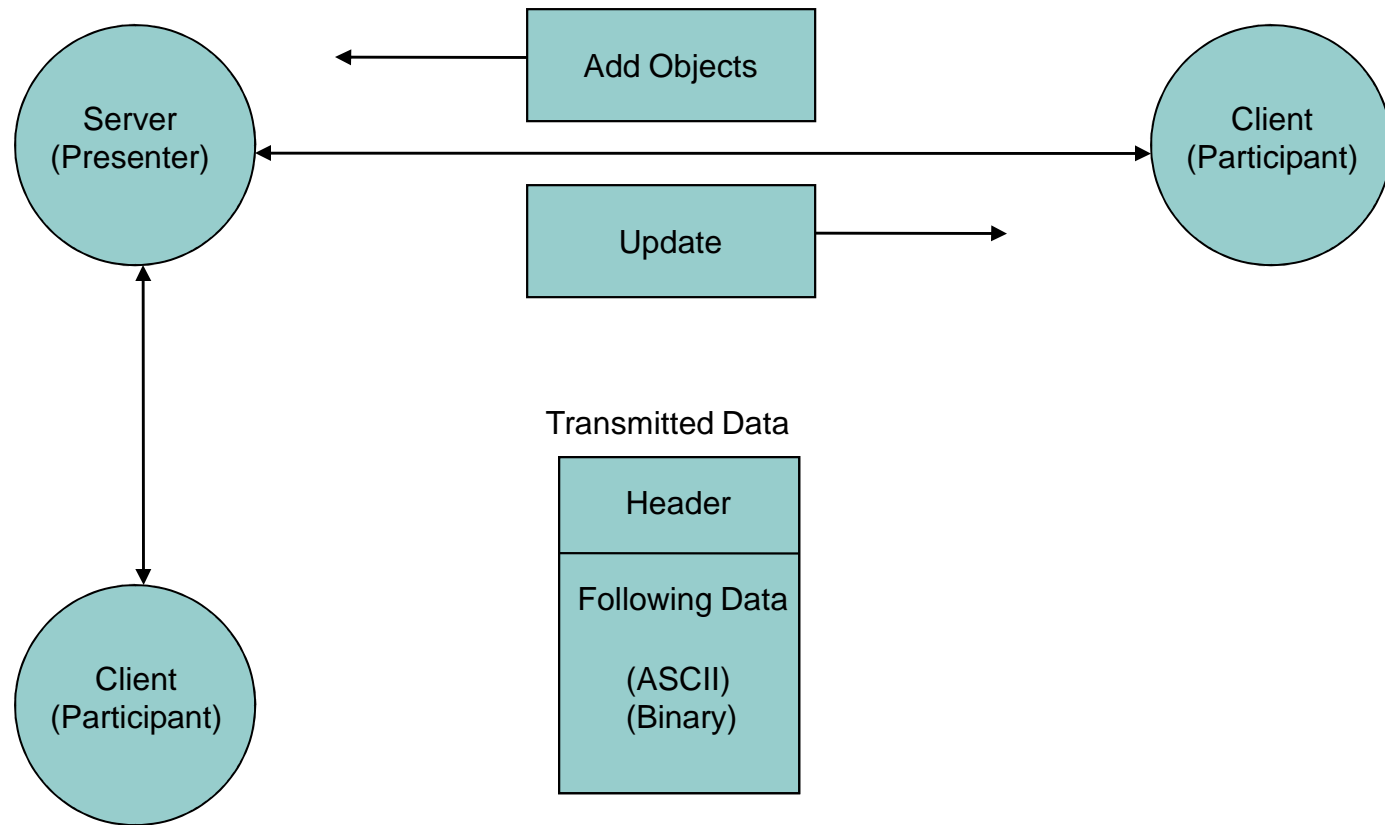 Add Objects
Server
(Presenter)
Client
(Participant)
Update
Transmitted Data
Header
Following Data
(ASCII)
(Binary)
Client
(Participant)